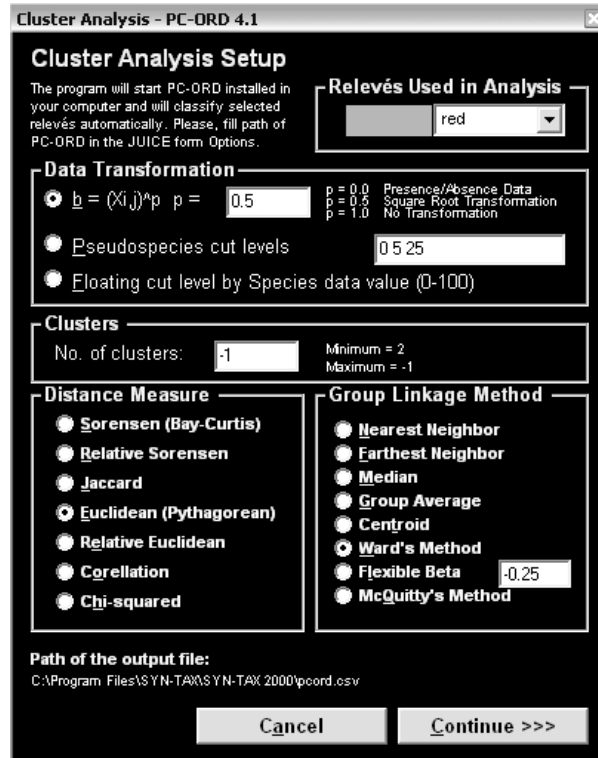 Cluster Analysis - PC-ORD 4.1
Cluster Analysis Setup
The program will start PC-ORD installed in
your computer and will classify selected
relevés automatically. Please, fill path of
PC-ORD in the JUICE form Options.
Relevés Used in Analysis
red
Data Transformation
b = (Xi,j)^p p = 0.5
p = 0.0 Presence/Absence Data
p = 0.5 Square Root Transformation
p = 1.0 No Transformation
Pseudospecies cut levels 0 5 25
Floating cut level by Species data value (0-100)
Clusters
No. of clusters: -1
Minimum = 2
Maximum = -1
Distance Measure
Sorensen (Bay-Curtis)
Relative Sorensen
Jaccard
Euclidean (Pythagorean)
Relative Euclidean
Corellation
Chi-squared
Group Linkage Method
Nearest Neighbor
Farthest Neighbor
Median
Group Average
Centroid
Ward's Method
Flexible Beta -0.25
McQuitty's Method
Path of the output file:
C:\Program Files\SYN-TAX\SYN-TAX 2000\pcord.csv
Cancel
Continue >>>